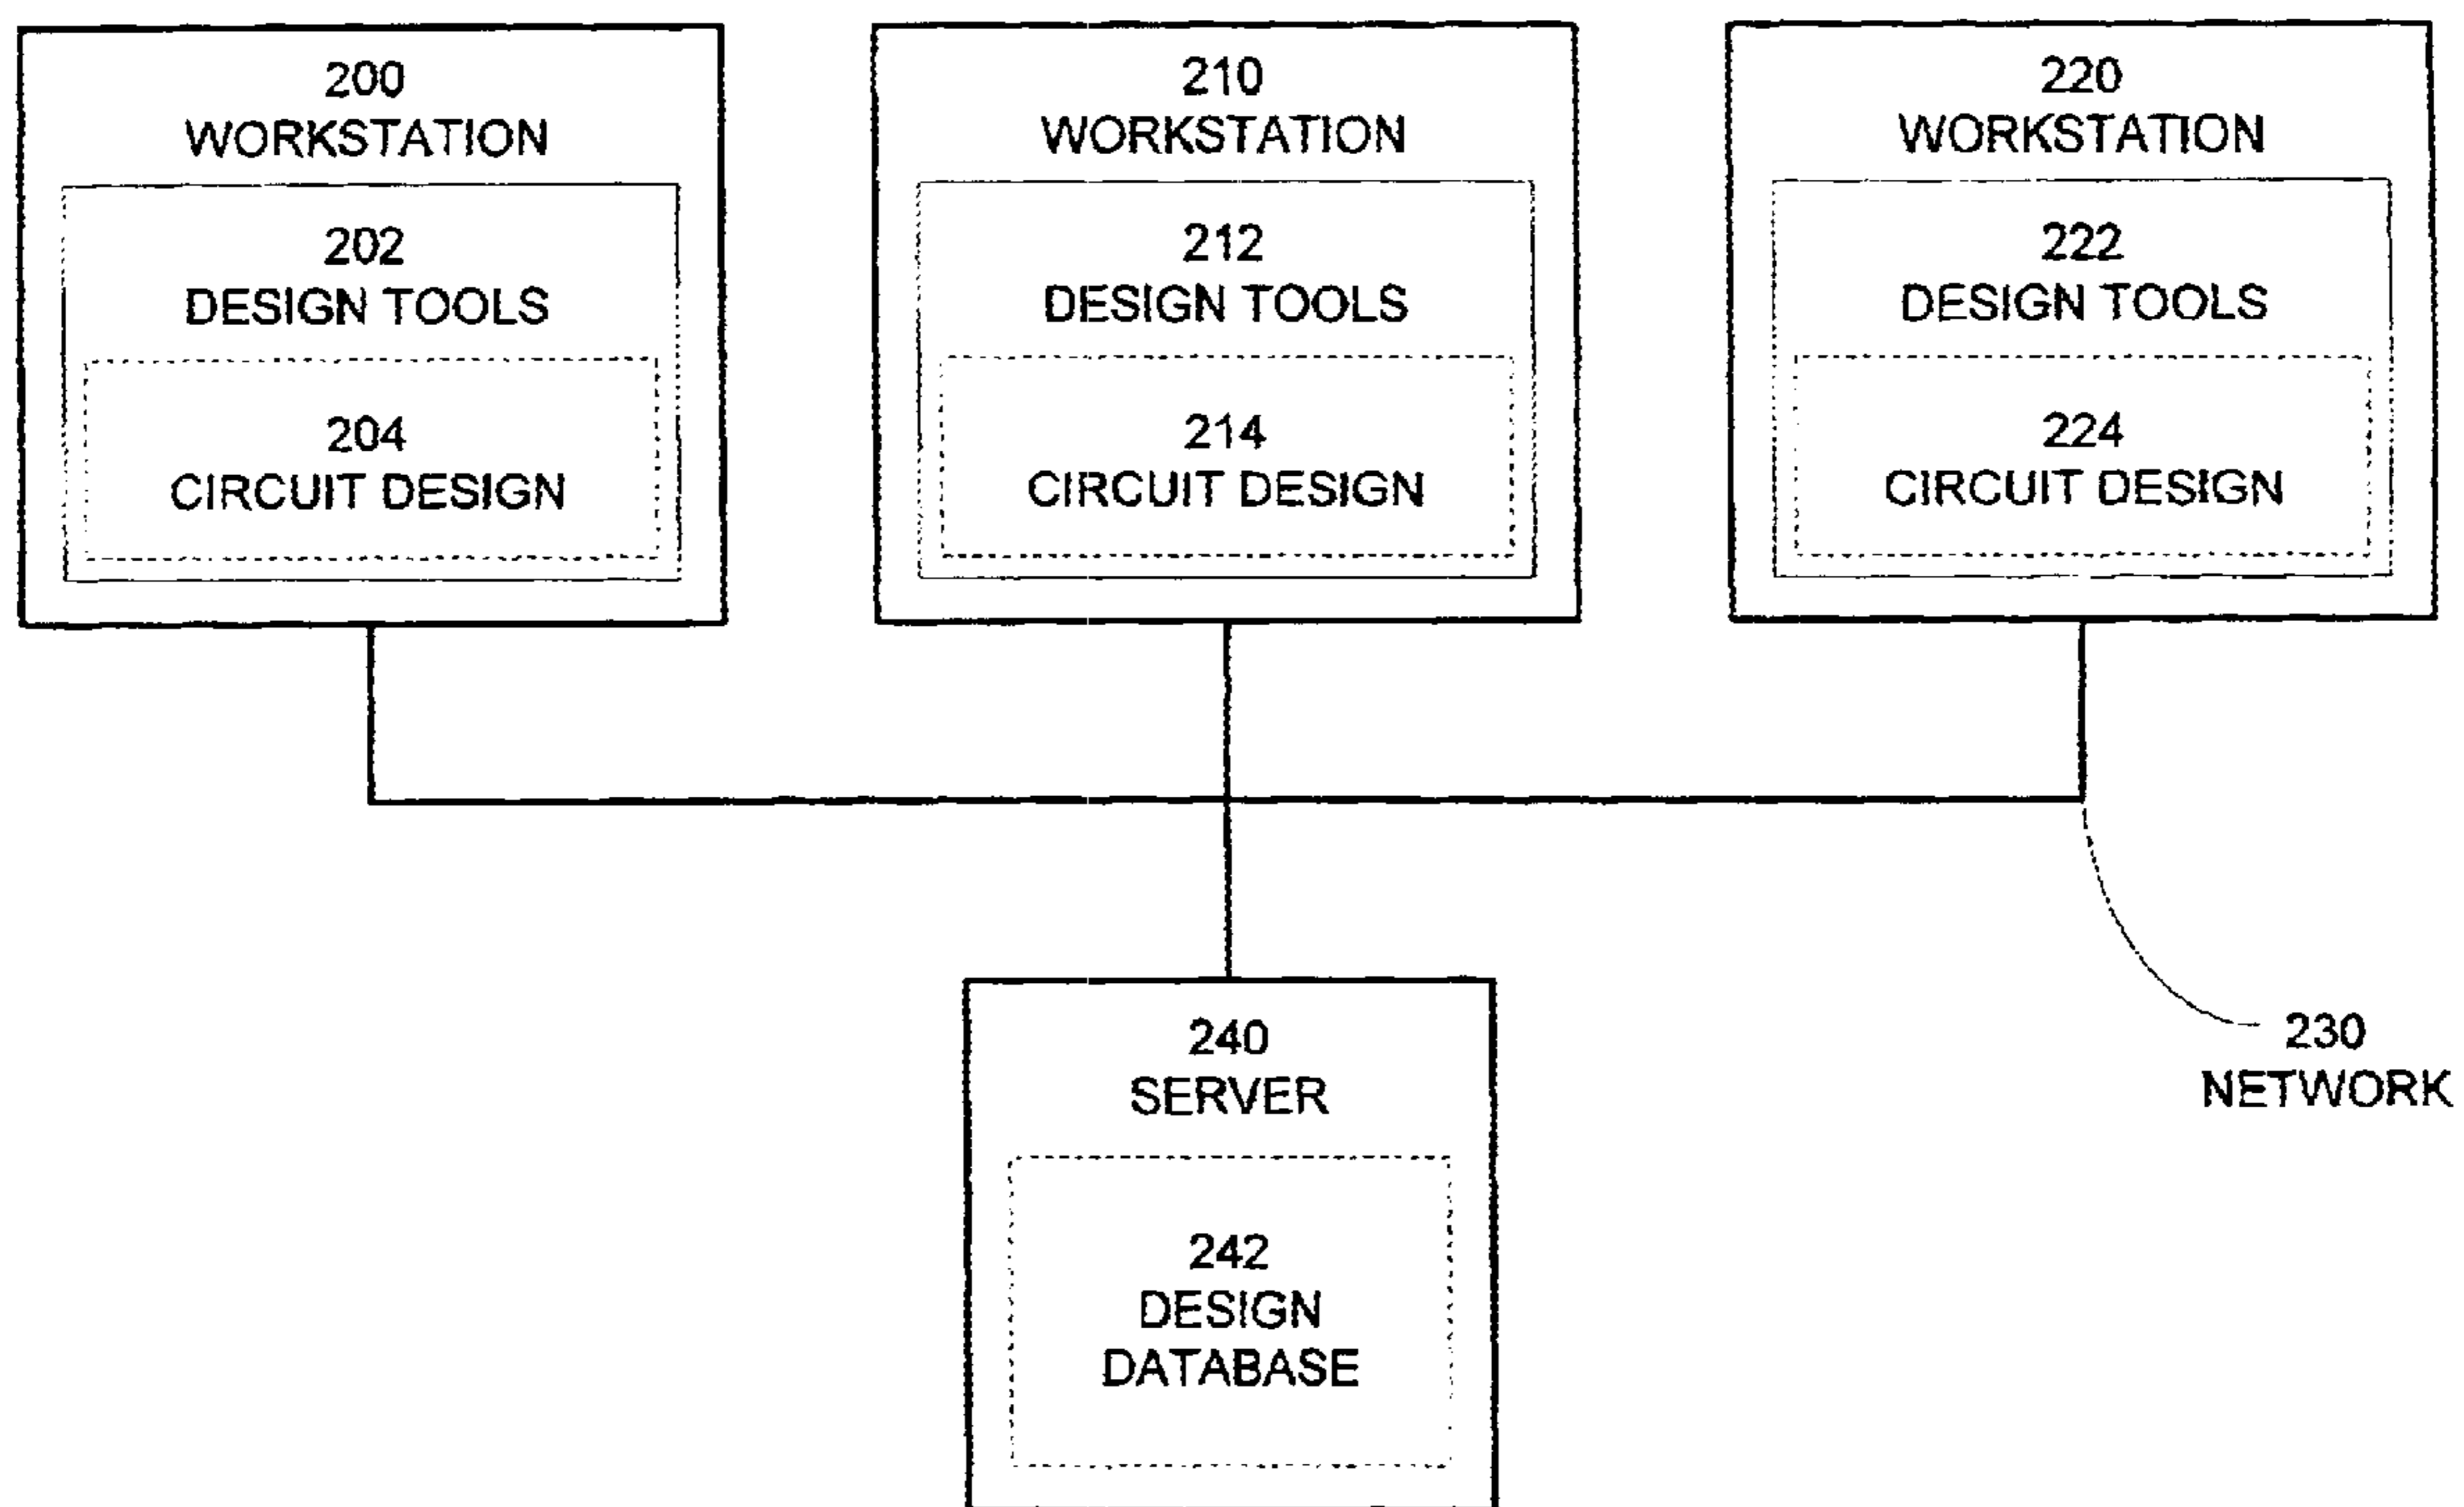 200
WORKSTATION
202
DESIGN TOOLS
204
CIRCUIT DESIGN
210
WORKSTATION
212
DESIGN TOOLS
214
CIRCUIT DESIGN
220
WORKSTATION
222
DESIGN TOOLS
224
CIRCUIT DESIGN
240
SERVER
242
DESIGN
DATABASE
230
NETWORK